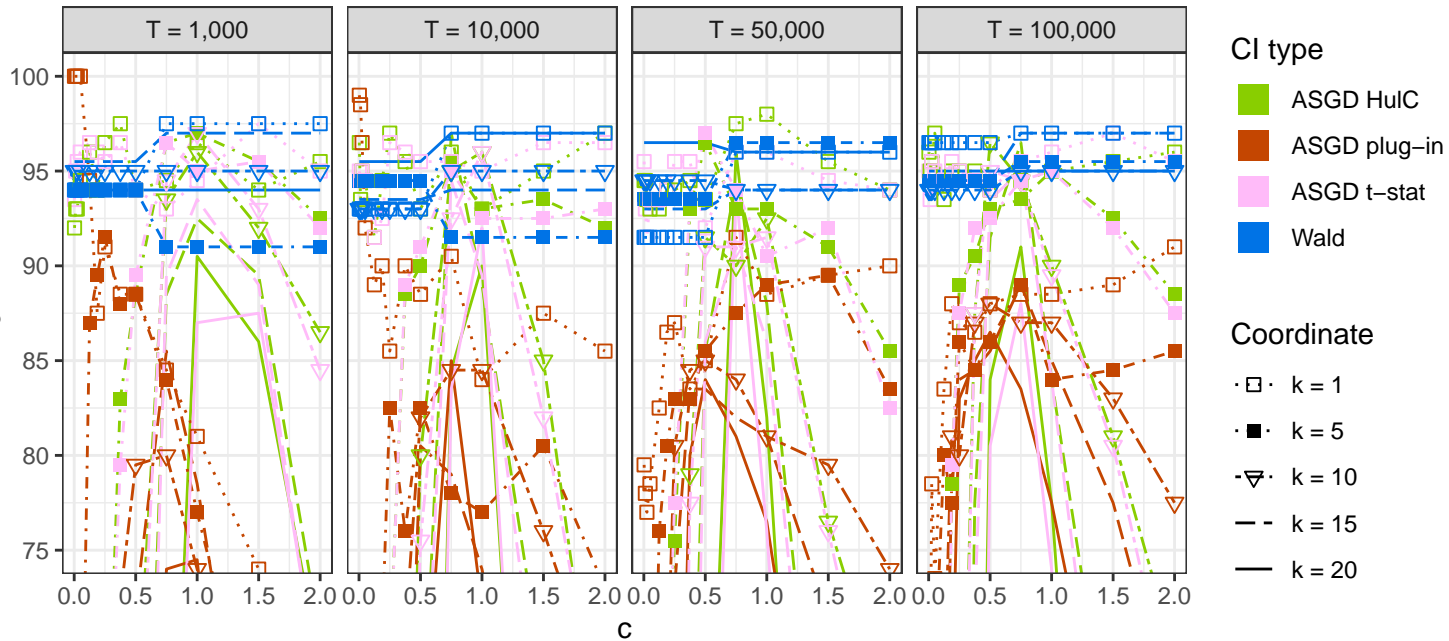 T = 1,000 T = 10,000 T = 50,000 T = 100,000
100
95
90
85
80
75
0.0 0.5 1.0 1.5 2.0 0.0 0.5 1.0 1.5 2.0 0.0 0.5 1.0 1.5 2.0 0.0 0.5 1.0 1.5 2.0
c
CI type
ASGD HulC
ASGD plug−in
ASGD t−stat
Wald
Coordinate
k = 1
k = 5
k = 10
k = 15
k = 20